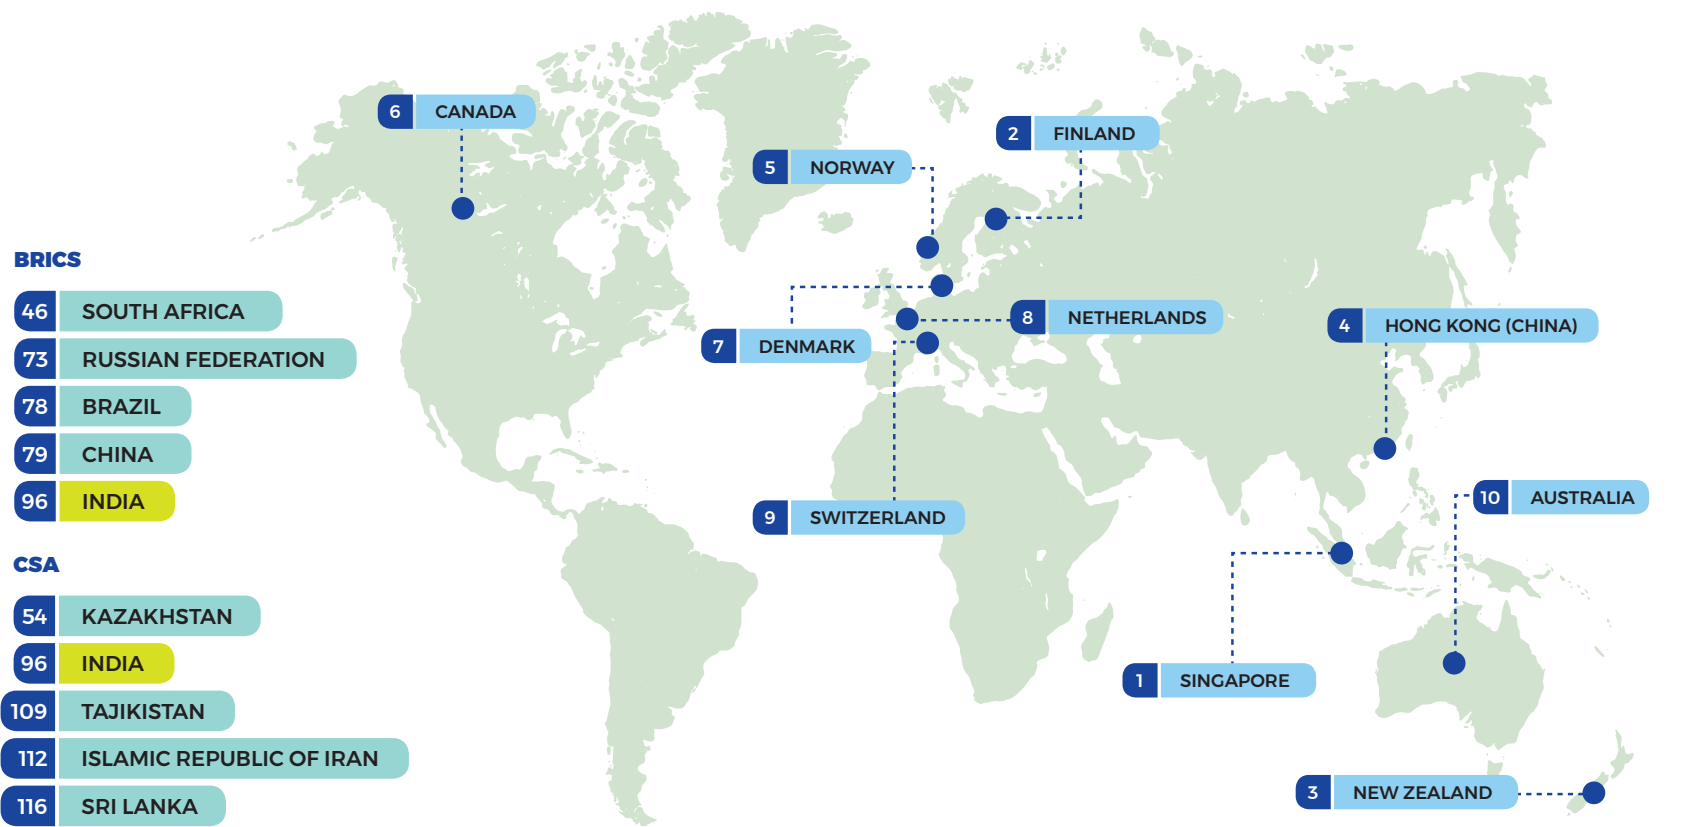 6 CANADA
2 FINLAND
5 NORWAY
BRICS
46 SOUTH AFRICA
73 RUSSIAN FEDERATION
78 BRAZIL
79 CHINA
96 INDIA
8 NETHERLANDS
4 HONG KONG (CHINA)
7 DENMARK
10 AUSTRALIA
9 SWITZERLAND
CSA
54 KAZAKHSTAN
96 INDIA
109 TAJIKISTAN
112 ISLAMIC REPUBLIC OF IRAN
116 SRI LANKA
1 SINGAPORE
3 NEW ZEALAND